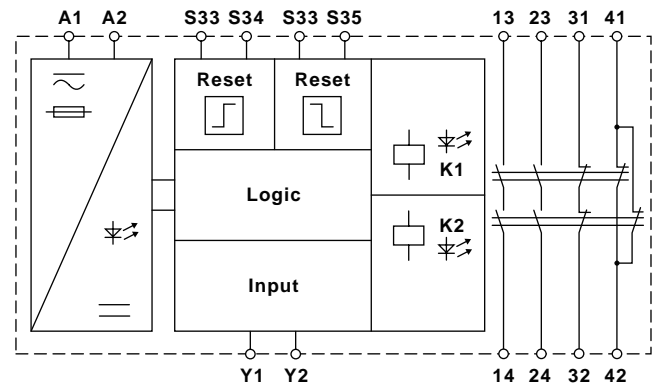 A1 A2 S33 S34 S33 S35 13 23 31 41
Reset Reset
K1
Logic
K2
Input
Y1 Y2 14 24 32 42